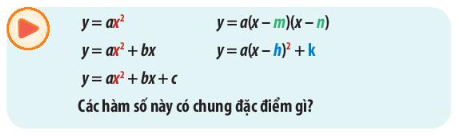 y = ax² y = a(x – m)(x – n)
y = ax² + bx y = a(x – h)² + k
y = ax² + bx + c
Các hàm số này có chung đặc điểm gì?